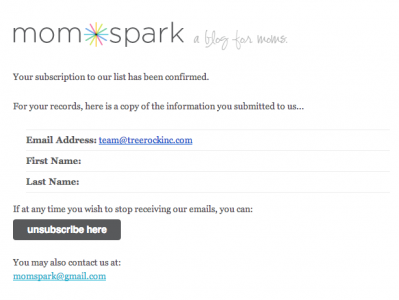 momspark a blog for moms.
Your subscription to our list has been confirmed.
For your records, here is a copy of the information you submitted to us...
Email Address: team@treerockinc.com
First Name:
Last Name:
If at any time you wish to stop receiving our emails, you can:
unsubscribe here
You may also contact us at:
momspark@gmail.com